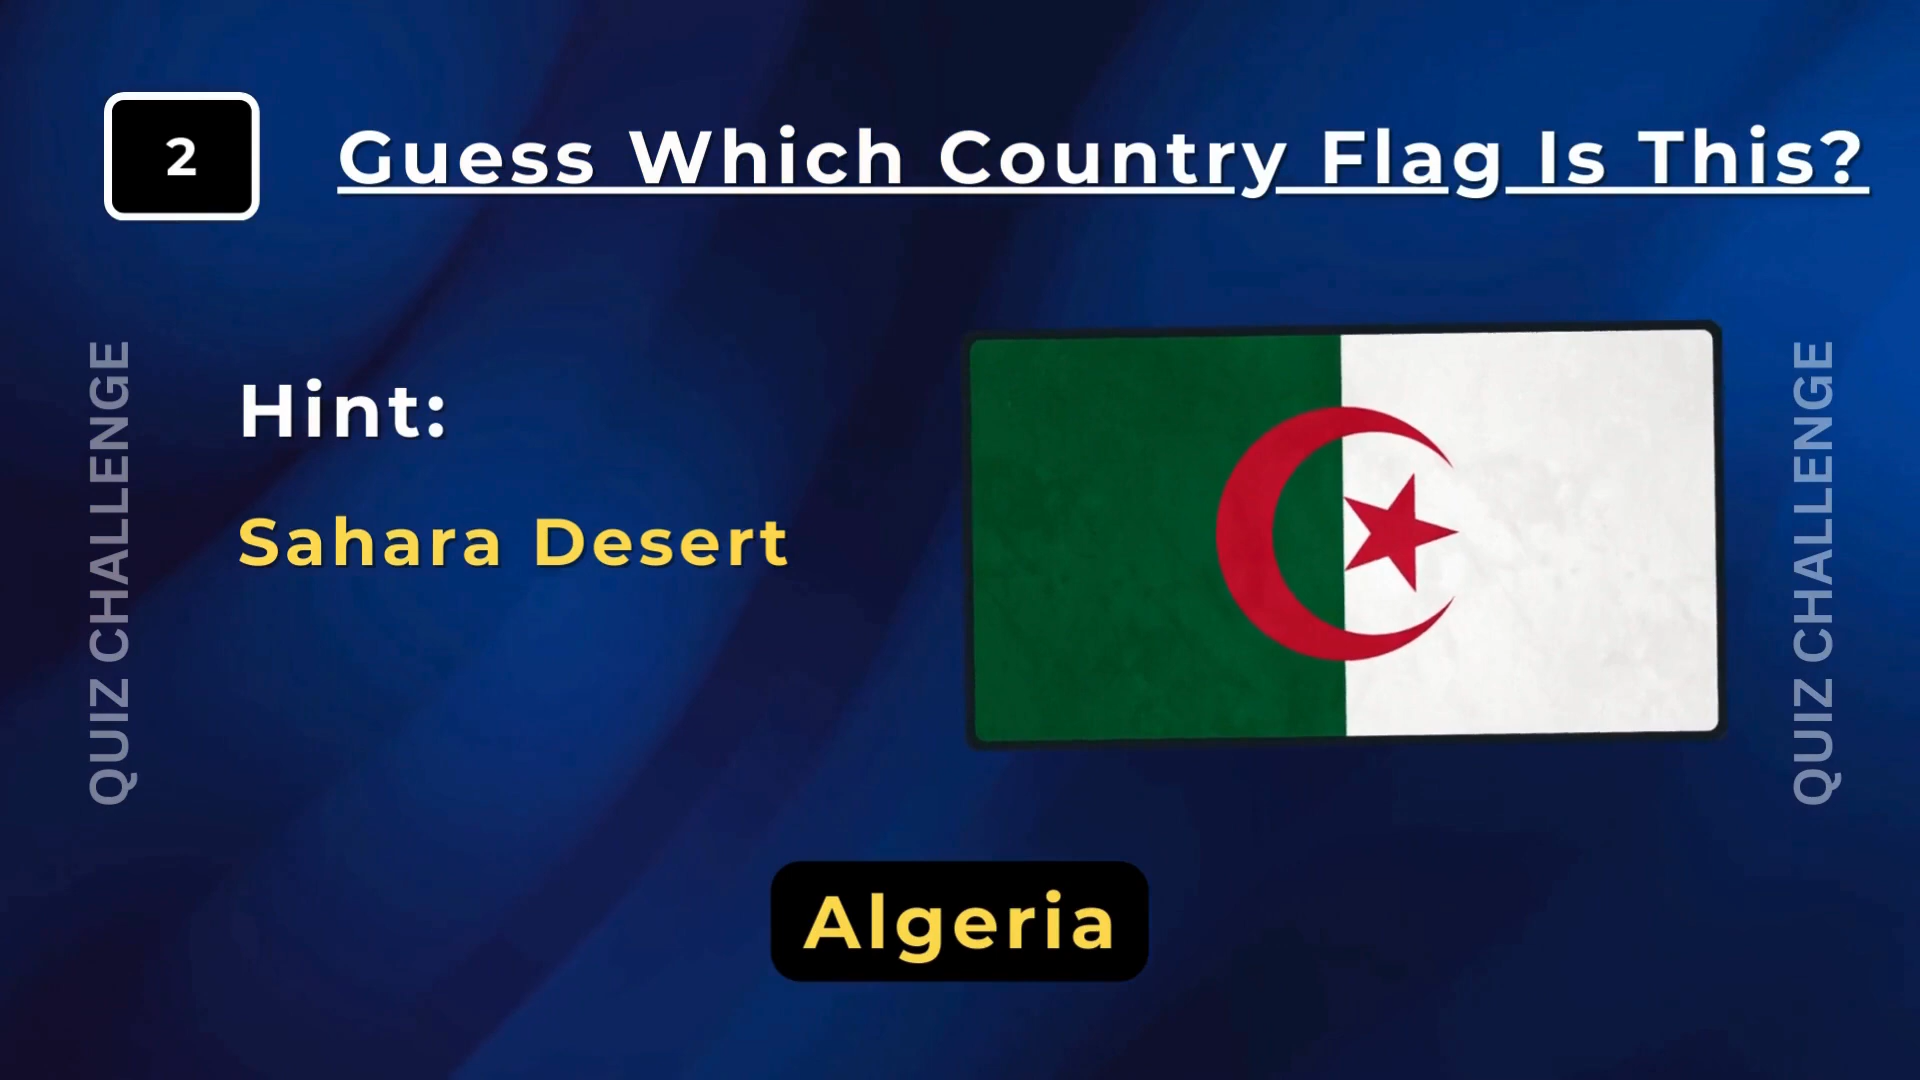 2
Guess Which Country Flag Is This?
QUIZ CHALLENGE
Hint:
Sahara Desert
QUIZ CHALLENGE
Algeria